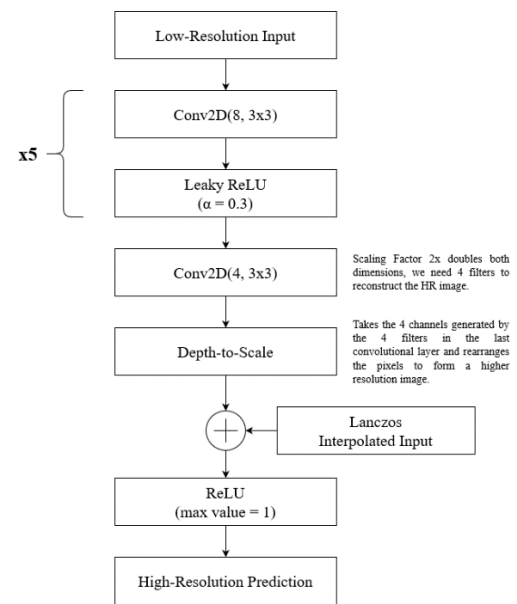 Low-Resolution Input
x5
Conv2D(8, 3x3)
Leaky ReLU
(α = 0.3)
Conv2D(4, 3x3)
Scaling Factor 2x doubles both
dimensions, we need 4 filters to
reconstruct the HR image.
Depth-to-Scale
Takes the 4 channels generated by
the 4 filters in the last
convolutional layer and rearranges
the pixels to form a higher
resolution image.
Lanczos
Interpolated Input
ReLU
(max value = 1)
High-Resolution Prediction